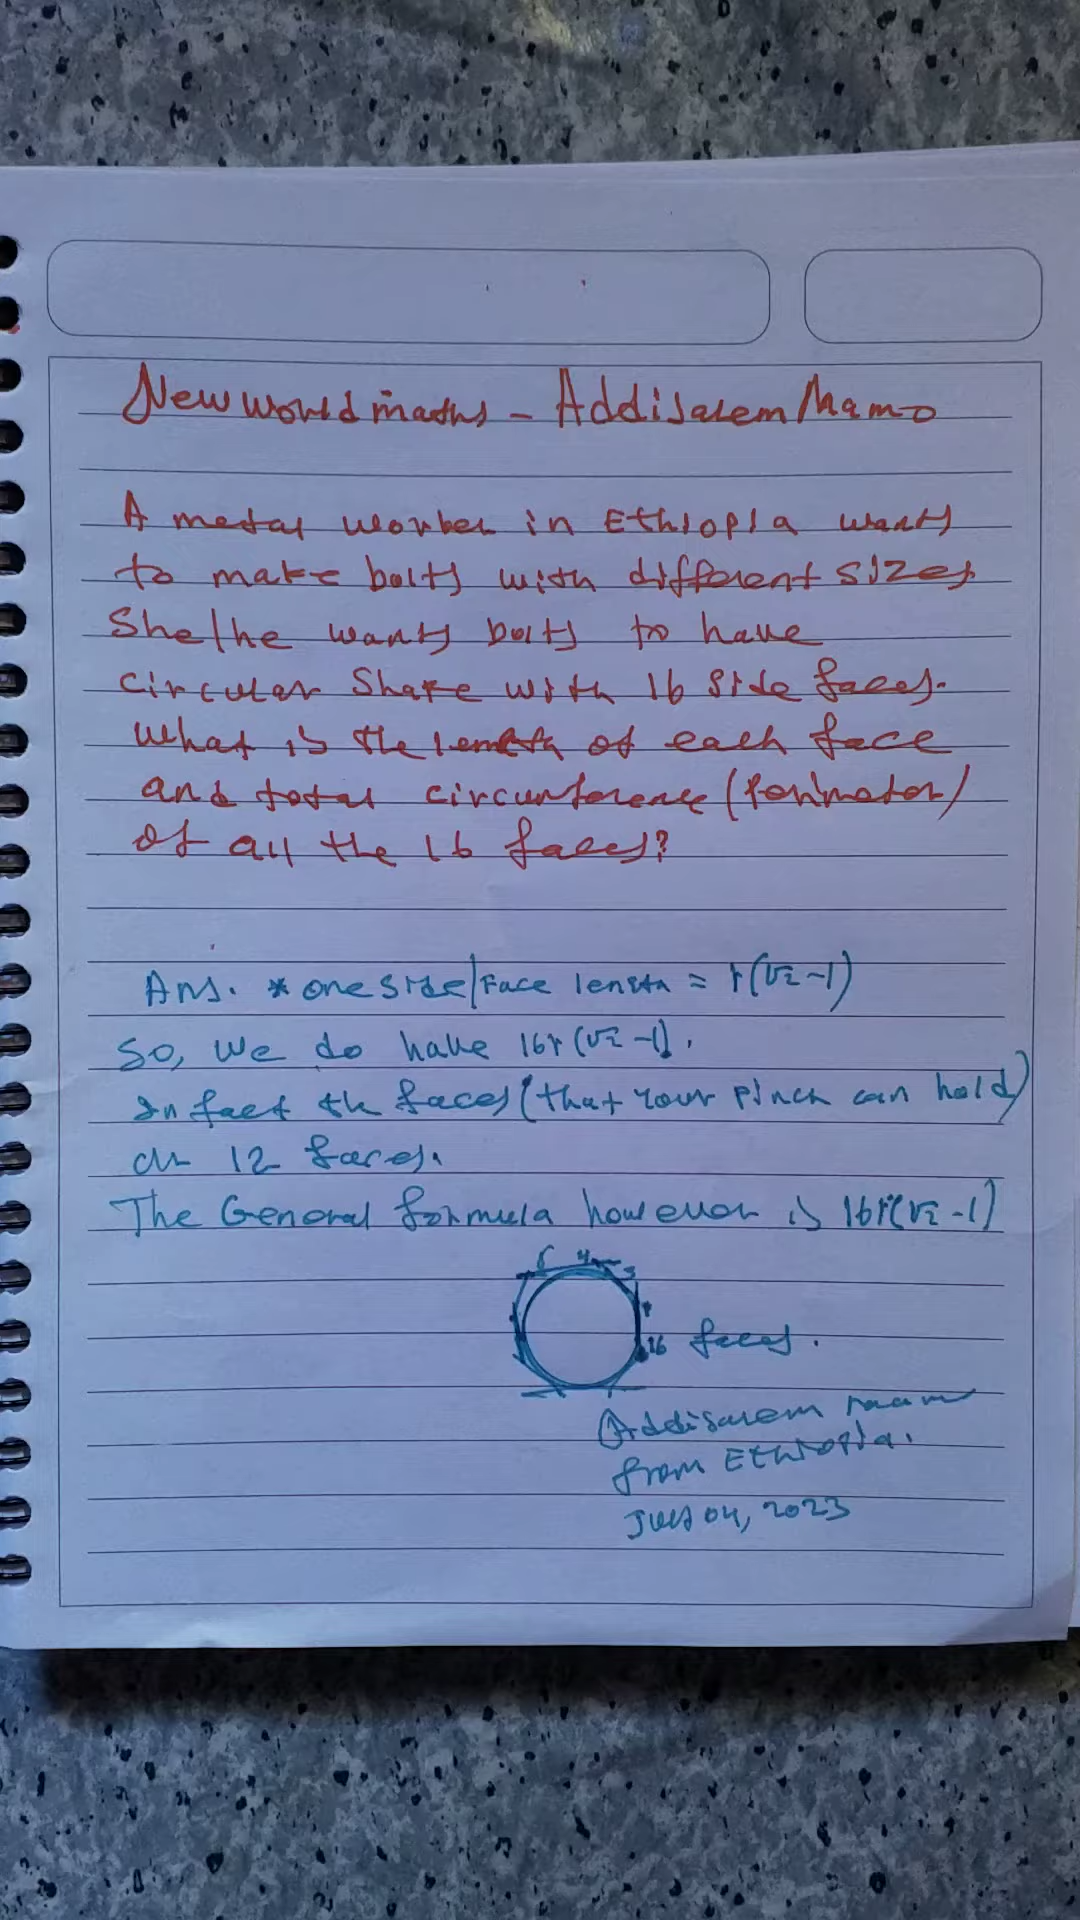 New world maths - Addisalem Mamo
A metal worker in Ethiopia wants
to make bolts with different sizes
She/he wants bolts to have
circular shape with 16 side faces.
What is the length of each face
and total circumference (perimeter)
of all the 16 faces?
Ans. * one side/Face length = r(√2 -1)
So, we do have 16r(√2 -1).
In fact the faces (that your pinch can hold)
are 12 faces.
The General formula however is 16r(√2 -1)
4
3
16 faces.
Addisalem
from Ethiopia.
July 04, 2023